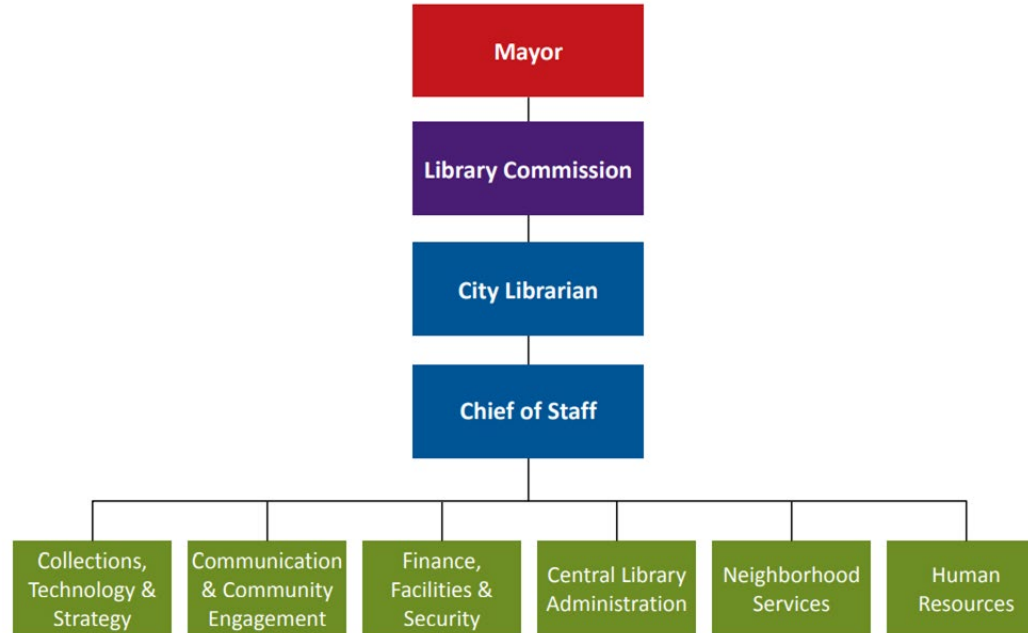 Mayor
Library Commission
City Librarian
Chief of Staff
Collections,
Technology &
Strategy
Communication
& Community
Engagement
Finance,
Facilities &
Security
Central Library
Administration
Neighborhood
Services
Human
Resources